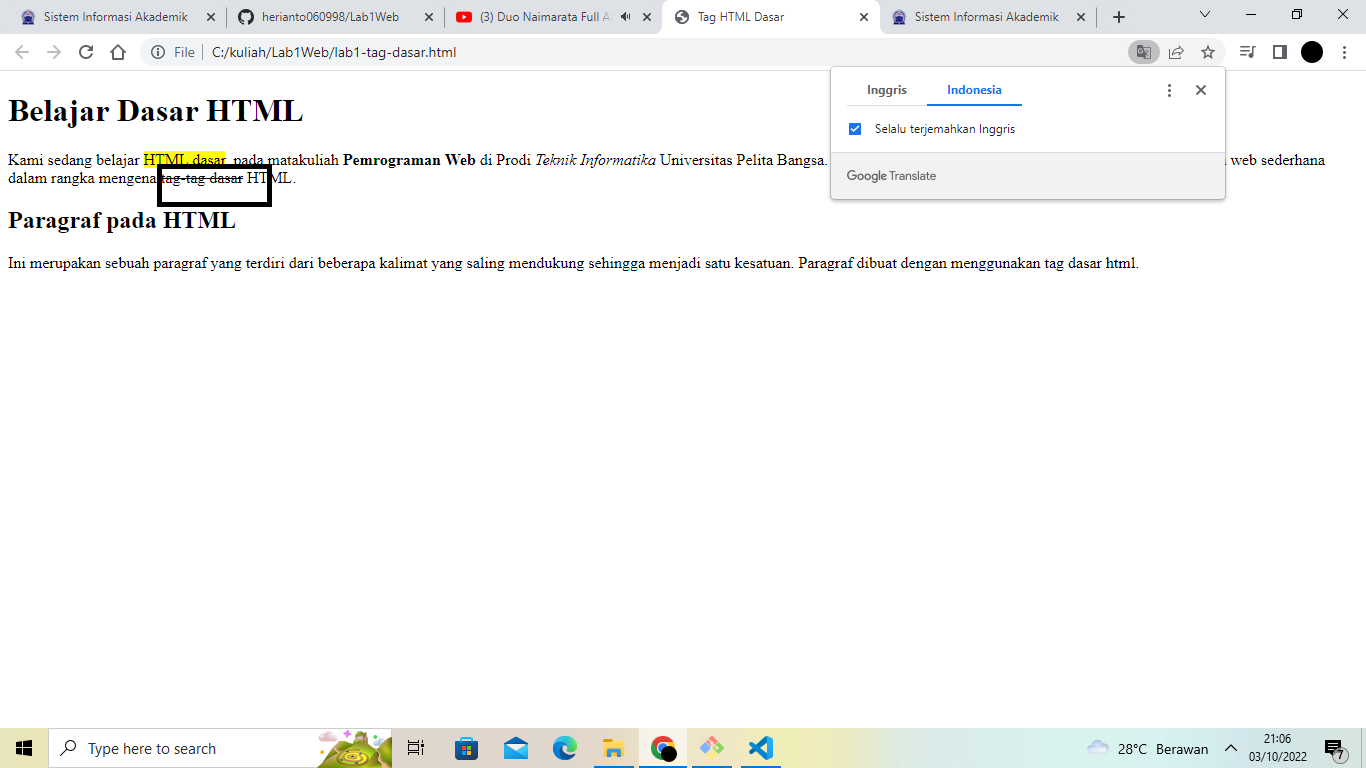 Sistem Informasi Akademik
herianto060998/Lab1Web
(3) Duo Naimarata Full A
Tag HTML Dasar
Sistem Informasi Akademik
File
C:/kuliah/Lab1Web/lab1-tag-dasar.html
Inggris
Indonesia
Selalu terjemahkan Inggris
Google Translate
Belajar Dasar HTML
Kami sedang belajar HTML dasar, pada matakuliah Pemrograman Web di Prodi Teknik Informatika Universitas Pelita Bangsa. web sederhana
dalam rangka mengena tag-tag dasar HTML.
Paragraf pada HTML
Ini merupakan sebuah paragraf yang terdiri dari beberapa kalimat yang saling mendukung sehingga menjadi satu kesatuan. Paragraf dibuat dengan menggunakan tag dasar html.
Type here to search
28°C Berawan
21:06
03/10/2022
7